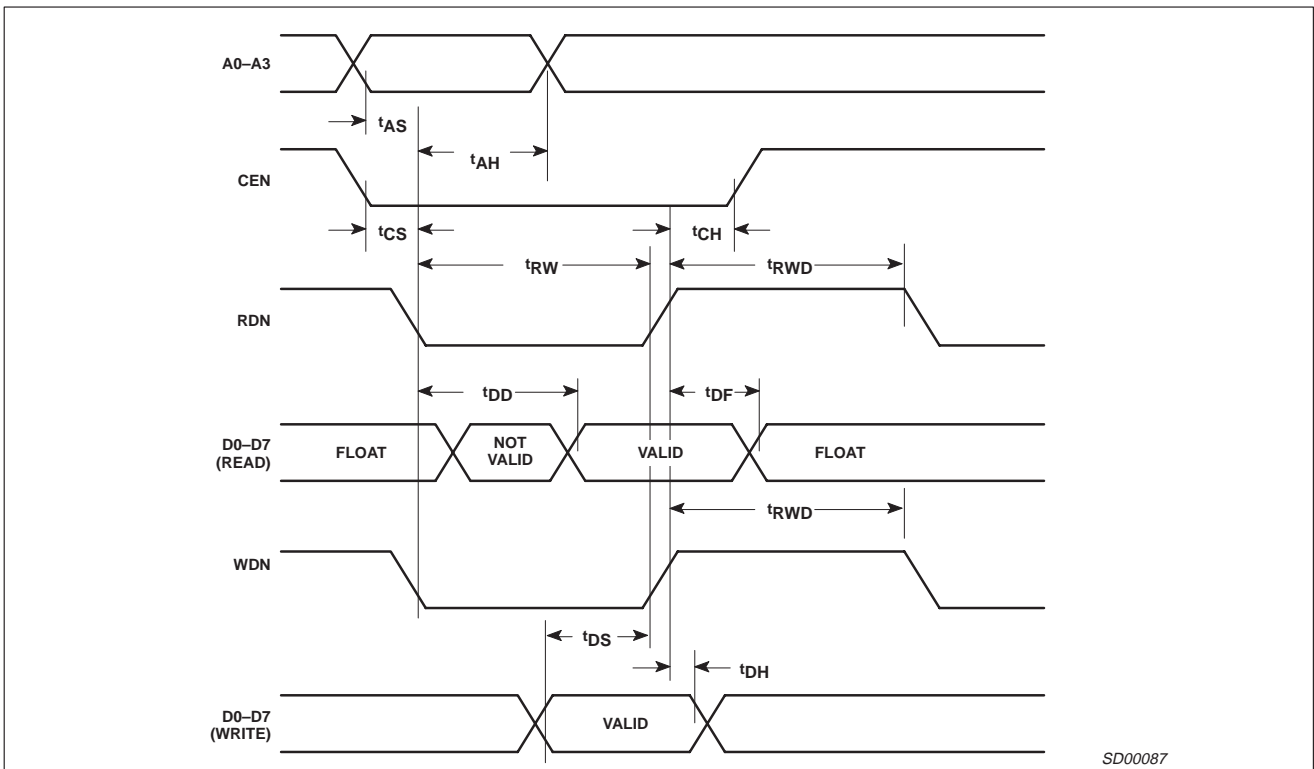 A0–A3
tAS
tAH
CEN
tCS
tCH
tRW
tRWD
RDN
tDD
tDF
D0–D7
(READ)
FLOAT
NOT
VALID
VALID
FLOAT
tRWD
WDN
tDS
tDH
D0–D7
(WRITE)
VALID
SD00087